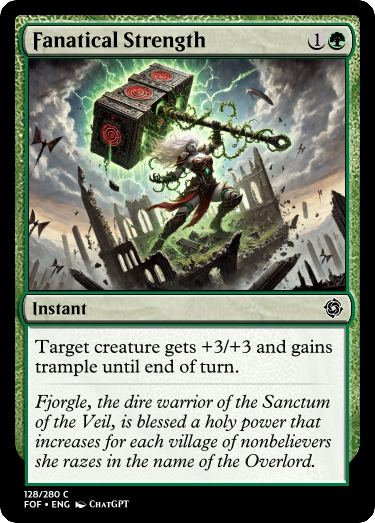 Fanatical Strength 1
Instant
Target creature gets +3/+3 and gains
trample until end of turn.
Fjorgle, the dire warrior of the Sanctum
of the Veil, is blessed a holy power that
increases for each village of nonbelievers
she razes in the name of the Overlord.
128/280 C
FOF • ENG ChatGPT